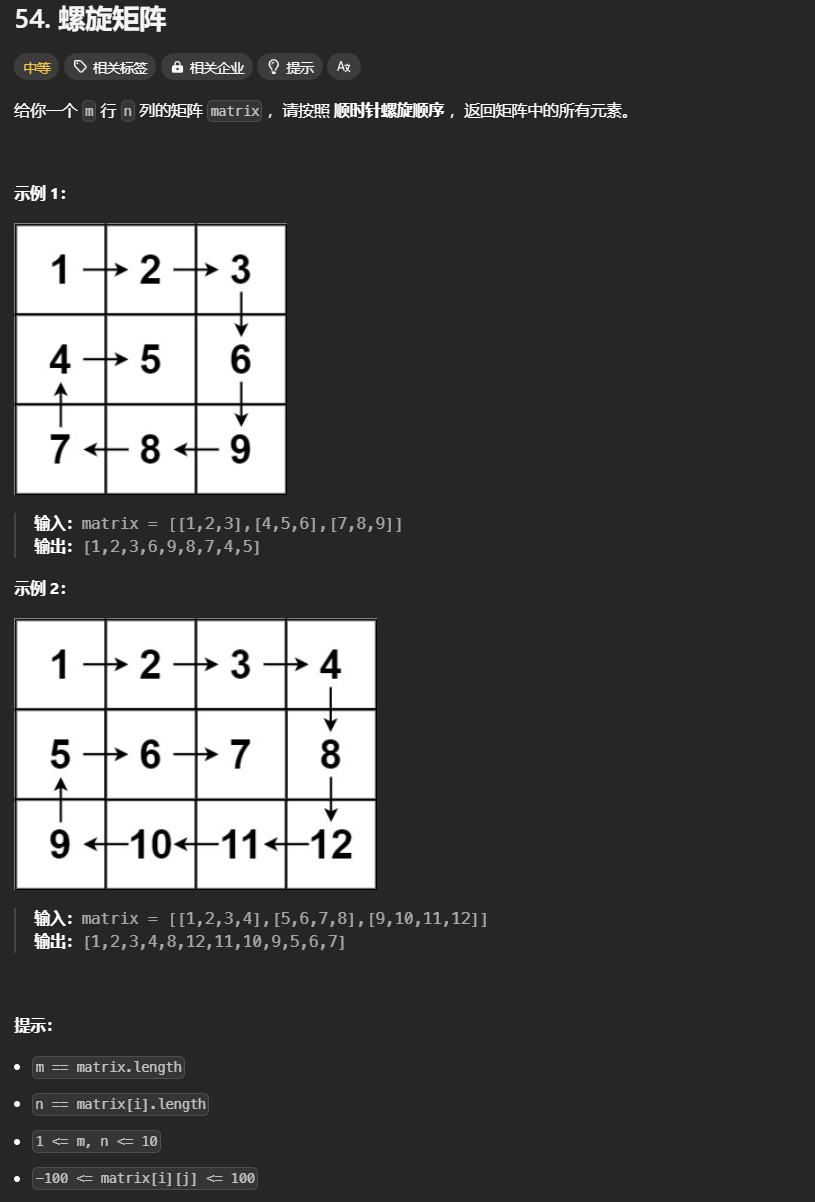 54. 螺旋矩阵
中等 相关标签 相关企业 提示 Ax
给你一个 m 行 n 列的矩阵 matrix ，请按照 顺时针螺旋顺序 ，返回矩阵中的所有元素。
示例 1：
1 2 3
4 5 6
7 8 9
输入：matrix = [[1,2,3],[4,5,6],[7,8,9]]
输出：[1,2,3,6,9,8,7,4,5]
示例 2：
1 2 3 4
5 6 7 8
9 10 11 12
输入：matrix = [[1,2,3,4],[5,6,7,8],[9,10,11,12]]
输出：[1,2,3,4,8,12,11,10,9,5,6,7]
提示：
m == matrix.length
n == matrix[i].length
1 <= m, n <= 10
-100 <= matrix[i][j] <= 100